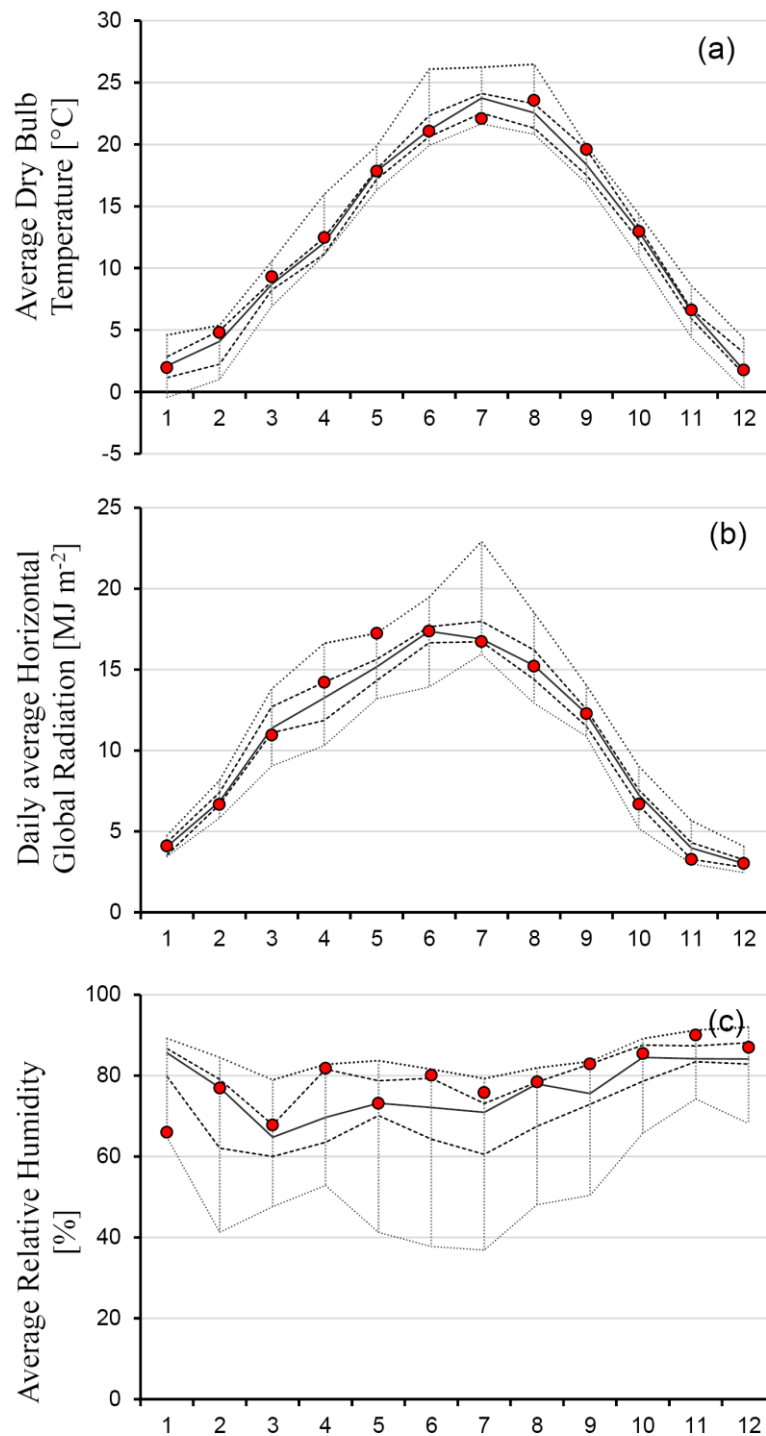 (a)
Average Dry Bulb
Temperature [°C]
30
25
20
15
10
5
0
-5
1 2 3 4 5 6 7 8 9 10 11 12
(b)
Daily average Horizontal
Global Radiation [MJ m-2]
25
20
15
10
5
0
1 2 3 4 5 6 7 8 9 10 11 12
(c)
Average Relative Humidity
[%]
100
80
60
40
20
0
1 2 3 4 5 6 7 8 9 10 11 12